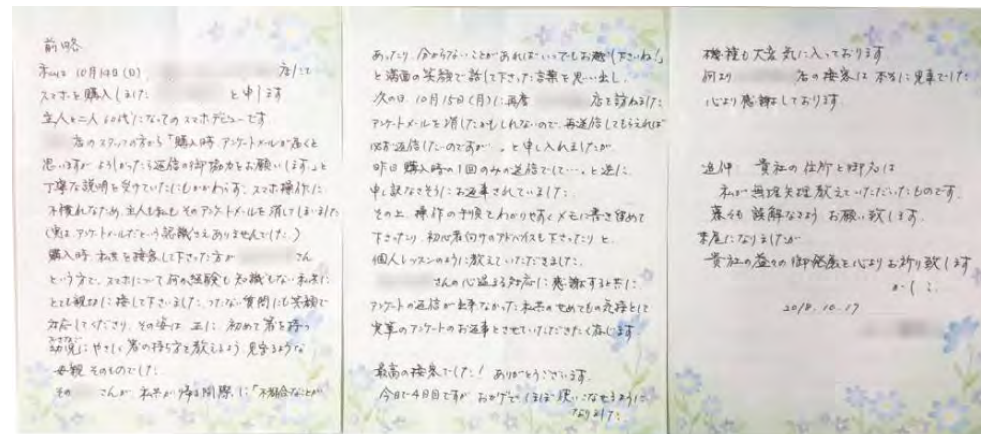 前略
私は 10月14日(日) 店にて
スマホを購入しました と申します
主人と二人 60代になってのスマホデビューです
店のスタッフの方から「購入時 アンケートメールが届くと
思いますが よろしかったら返信の御協力をお願いします。」と
丁寧な説明を受けていたにもかかわらず、スマホ操作に
不慣れなため、主人も私も そのアンケートメールを消してしまいました
(実は、アンケートメールだという認識さえありませんでした。)
購入時 私共を接客して下さった方が さん
という方で、スマホについて何の経験も知識もない私共に
とても親切に接して下さいました。つたない質問にも笑顔で
対応してくださり、その姿は 正に、初めて箸を持つ
幼児にやさしく箸の持ち方を教えるよう 見守るような
母親そのものでした。
その さんが、私共が帰る間際に「不具合なことが
あったり、分からないことがあればいつでもお越し下さいね!」
と満面の笑顔で話して下さった言葉を思い出し、
次の日、10月15日(月)に再度 店を訪ねました
アンケートメールを消したかもしれないので、再送信してもらえれば
必ず返信したいのですが…。と申し入れましたが
昨日購入時の1回のみの送信でして…。と逆に
申し訳なさそうにお返事されていました。
その上、操作の手順をわかりやすくメモに書き留めて
下さったり、初心者向けのアドバイスも下さったりと、
個人レッスンのように教えていただきました。
さんの心温まる対応に感謝すると共に、
アンケートの返信が出来なかった私共のせめてもの気持として
実筆のアンケートのお返事とさせていただきたく存じます
最高の接客でした! ありがとうございます。
今日で4日目ですが おかげでほぼ使いこなせるように
なりました。
機種も大変気に入っております
何より 店の接客は本当に見事でした
心より感謝しております。
追伸 貴社の住所と御名は
私が無理矢理教えていただいたものです。
誤解なさらぬよう お願い致します。
末尾になりましたが
貴社の益々の御発展を心よりお祈り致します
かしこ
2018.10.17